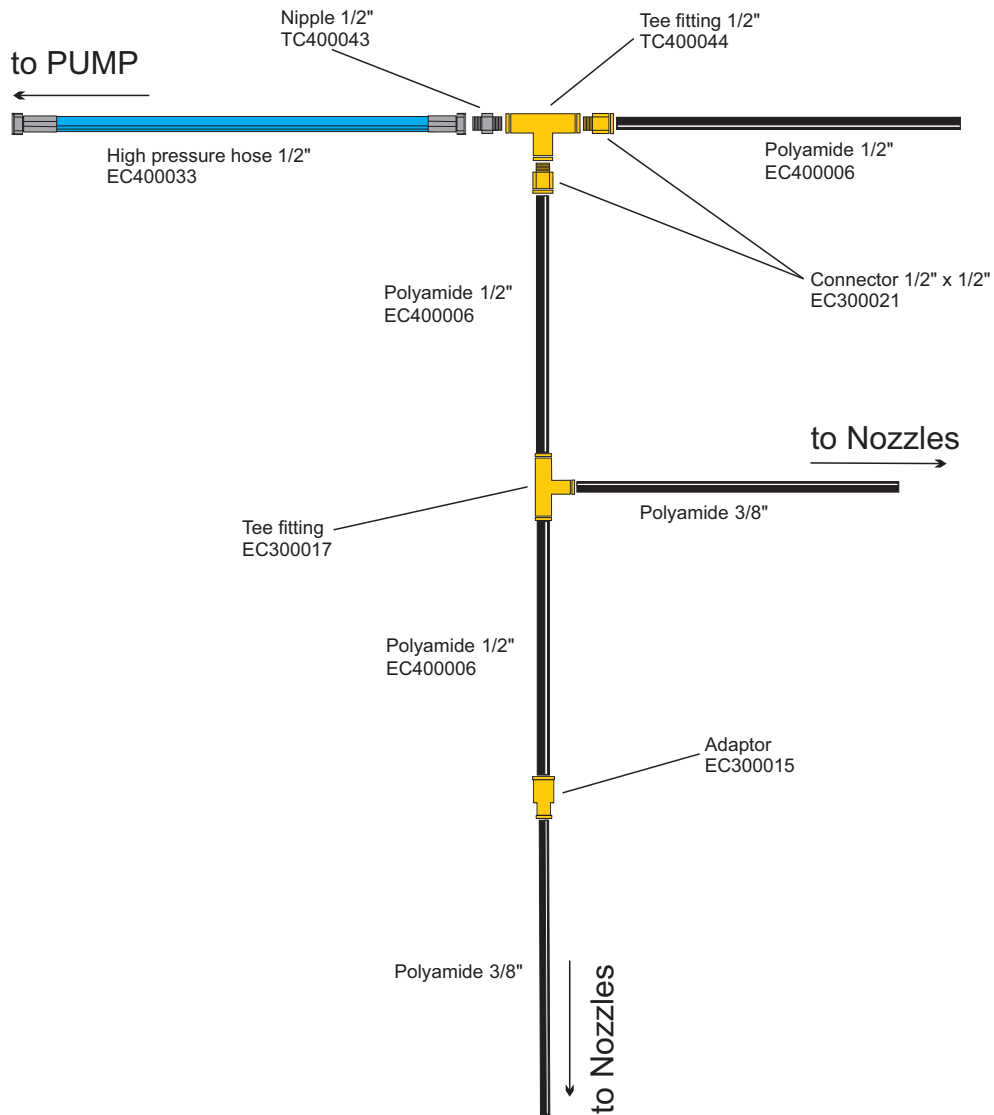 Nipple 1/2"
TC400043
Tee fitting 1/2"
TC400044
to PUMP
High pressure hose 1/2"
EC400033
Polyamide 1/2"
EC400006
Connector 1/2" x 1/2"
EC300021
Polyamide 1/2"
EC400006
to Nozzles
Polyamide 3/8"
Tee fitting
EC300017
Polyamide 1/2"
EC400006
Adaptor
EC300015
Polyamide 3/8"
to Nozzles